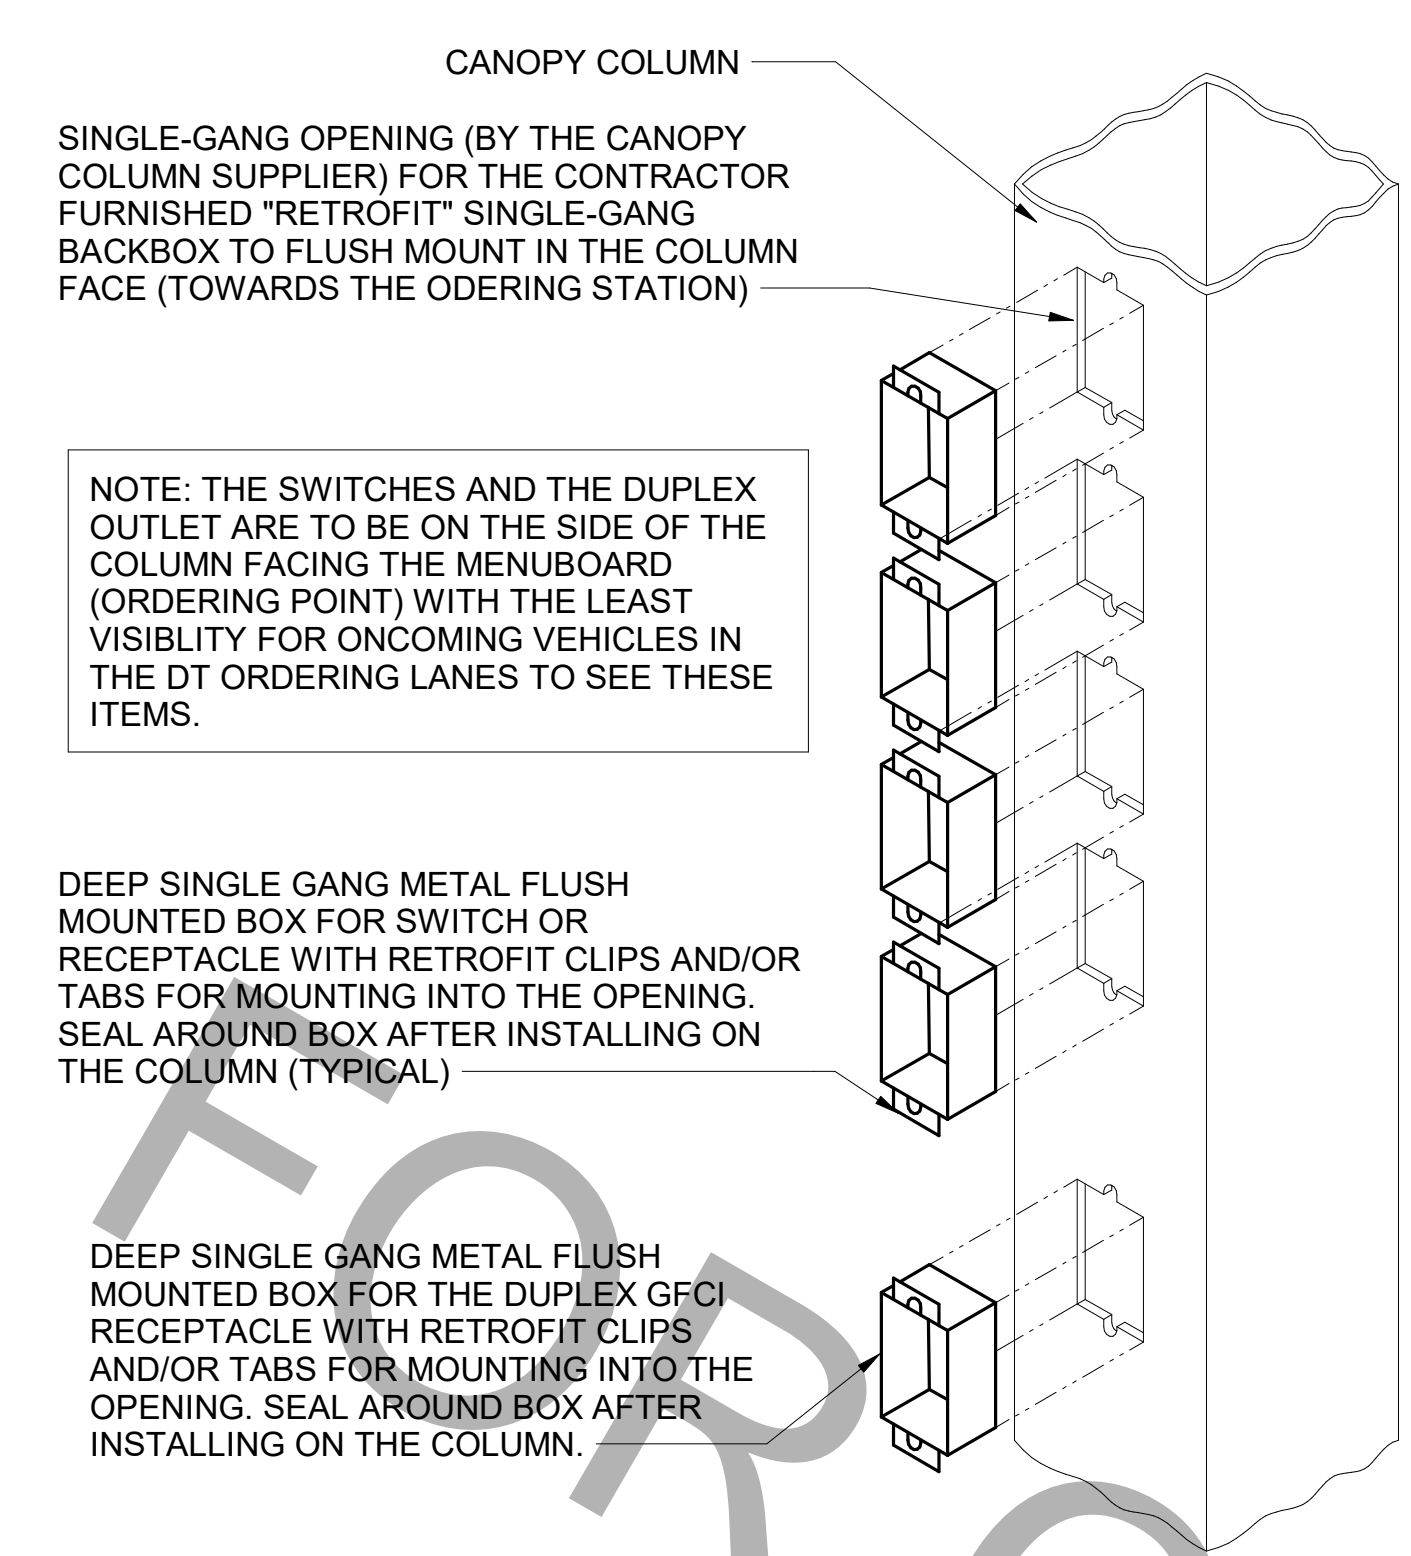 CANOPY COLUMN
SINGLE-GANG OPENING (BY THE CANOPY
COLUMN SUPPLIER) FOR THE CONTRACTOR
FURNISHED "RETROFIT" SINGLE-GANG
BACKBOX TO FLUSH MOUNT IN THE COLUMN
FACE (TOWARDS THE ODERING STATION)
NOTE: THE SWITCHES AND THE DUPLEX
OUTLET ARE TO BE ON THE SIDE OF THE
COLUMN FACING THE MENUBOARD
(ORDERING POINT) WITH THE LEAST
VISIBLITY FOR ONCOMING VEHICLES IN
THE DT ORDERING LANES TO SEE THESE
ITEMS.
DEEP SINGLE GANG METAL FLUSH
MOUNTED BOX FOR SWITCH OR
RECEPTACLE WITH RETROFIT CLIPS AND/OR
TABS FOR MOUNTING INTO THE OPENING.
SEAL AROUND BOX AFTER INSTALLING ON
THE COLUMN (TYPICAL)
DEEP SINGLE GANG METAL FLUSH
MOUNTED BOX FOR THE DUPLEX GFCI
RECEPTACLE WITH RETROFIT CLIPS
AND/OR TABS FOR MOUNTING INTO THE
OPENING. SEAL AROUND BOX AFTER
INSTALLING ON THE COLUMN.
FOR